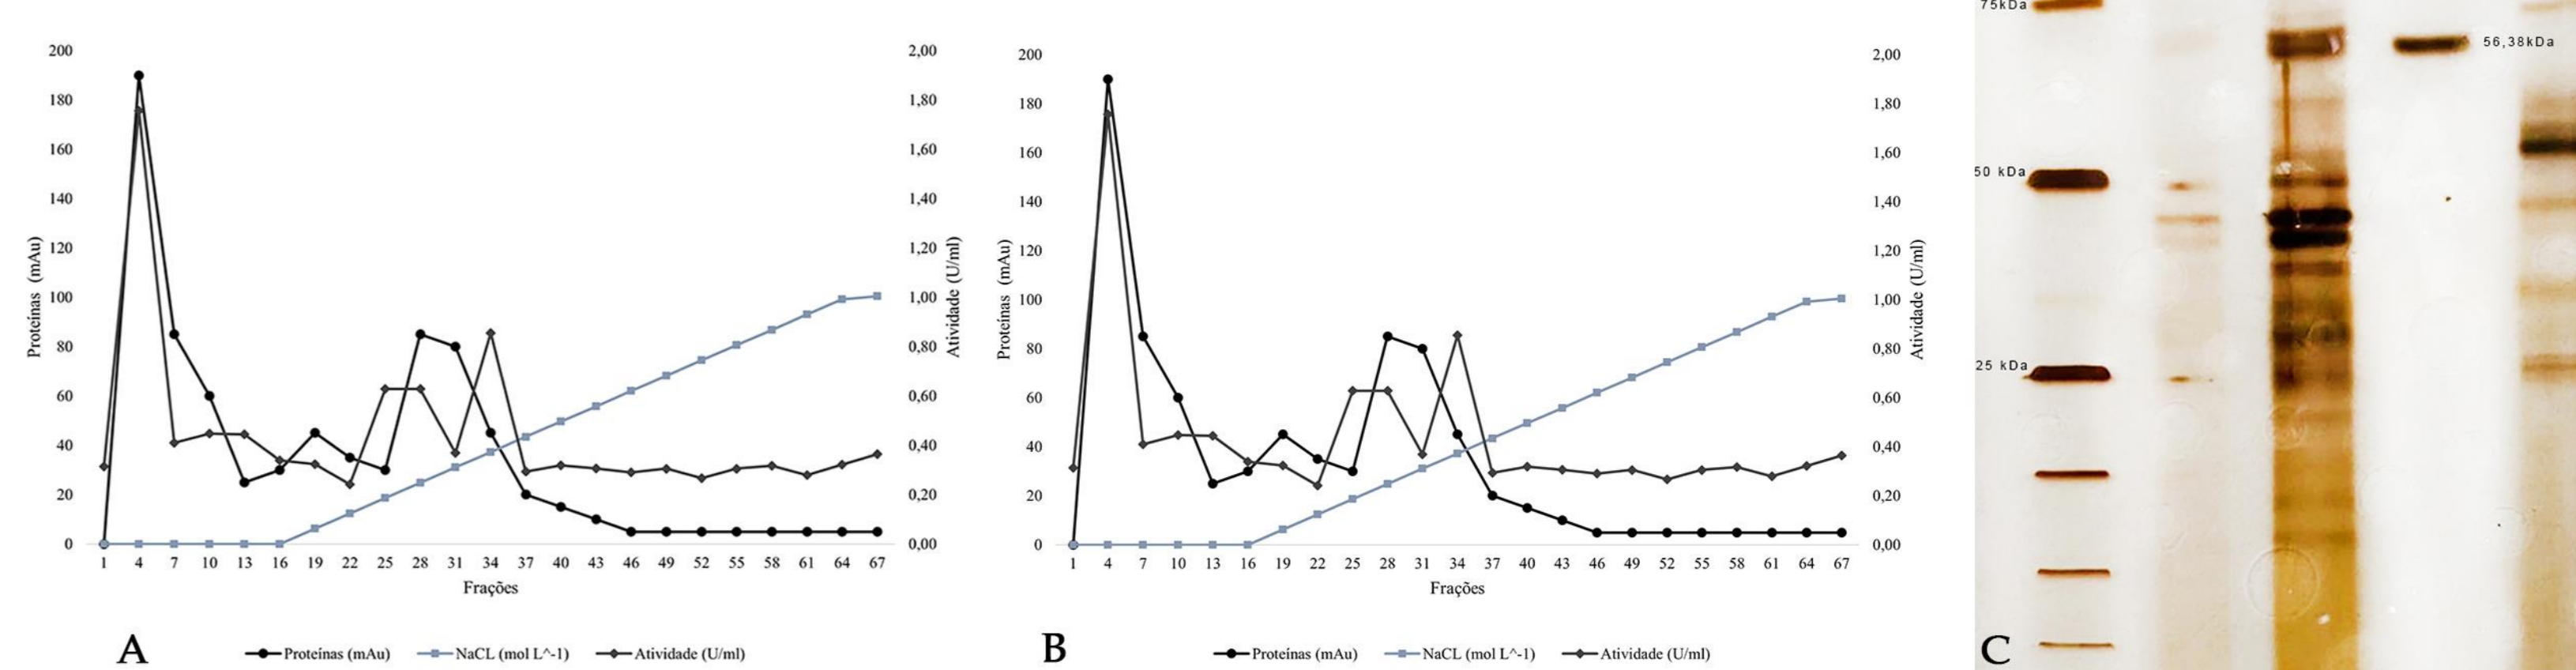 200
180
160
140
120
100
80
60
40
20
0
Proteínas (mAu)
2,00
1,80
1,60
1,40
1,20
1,00
0,80
0,60
0,40
0,20
0,00
Atividade (U/ml)
1 4 7 10 13 16 19 22 25 28 31 34 37 40 43 46 49 52 55 58 61 64 67
Frações
A
Proteínas (mAu) NaCL (mol L^-1) Atividade (U/ml)
200
180
160
140
120
100
80
60
40
20
0
Proteínas (mAu)
2,00
1,80
1,60
1,40
1,20
1,00
0,80
0,60
0,40
0,20
0,00
Atividade (U/ml)
1 4 7 10 13 16 19 22 25 28 31 34 37 40 43 46 49 52 55 58 61 64 67
Frações
B
Proteínas (mAu) NaCL (mol L^-1) Atividade (U/ml)
75kDa
56,38kDa
50 kDa
25 kDa
C